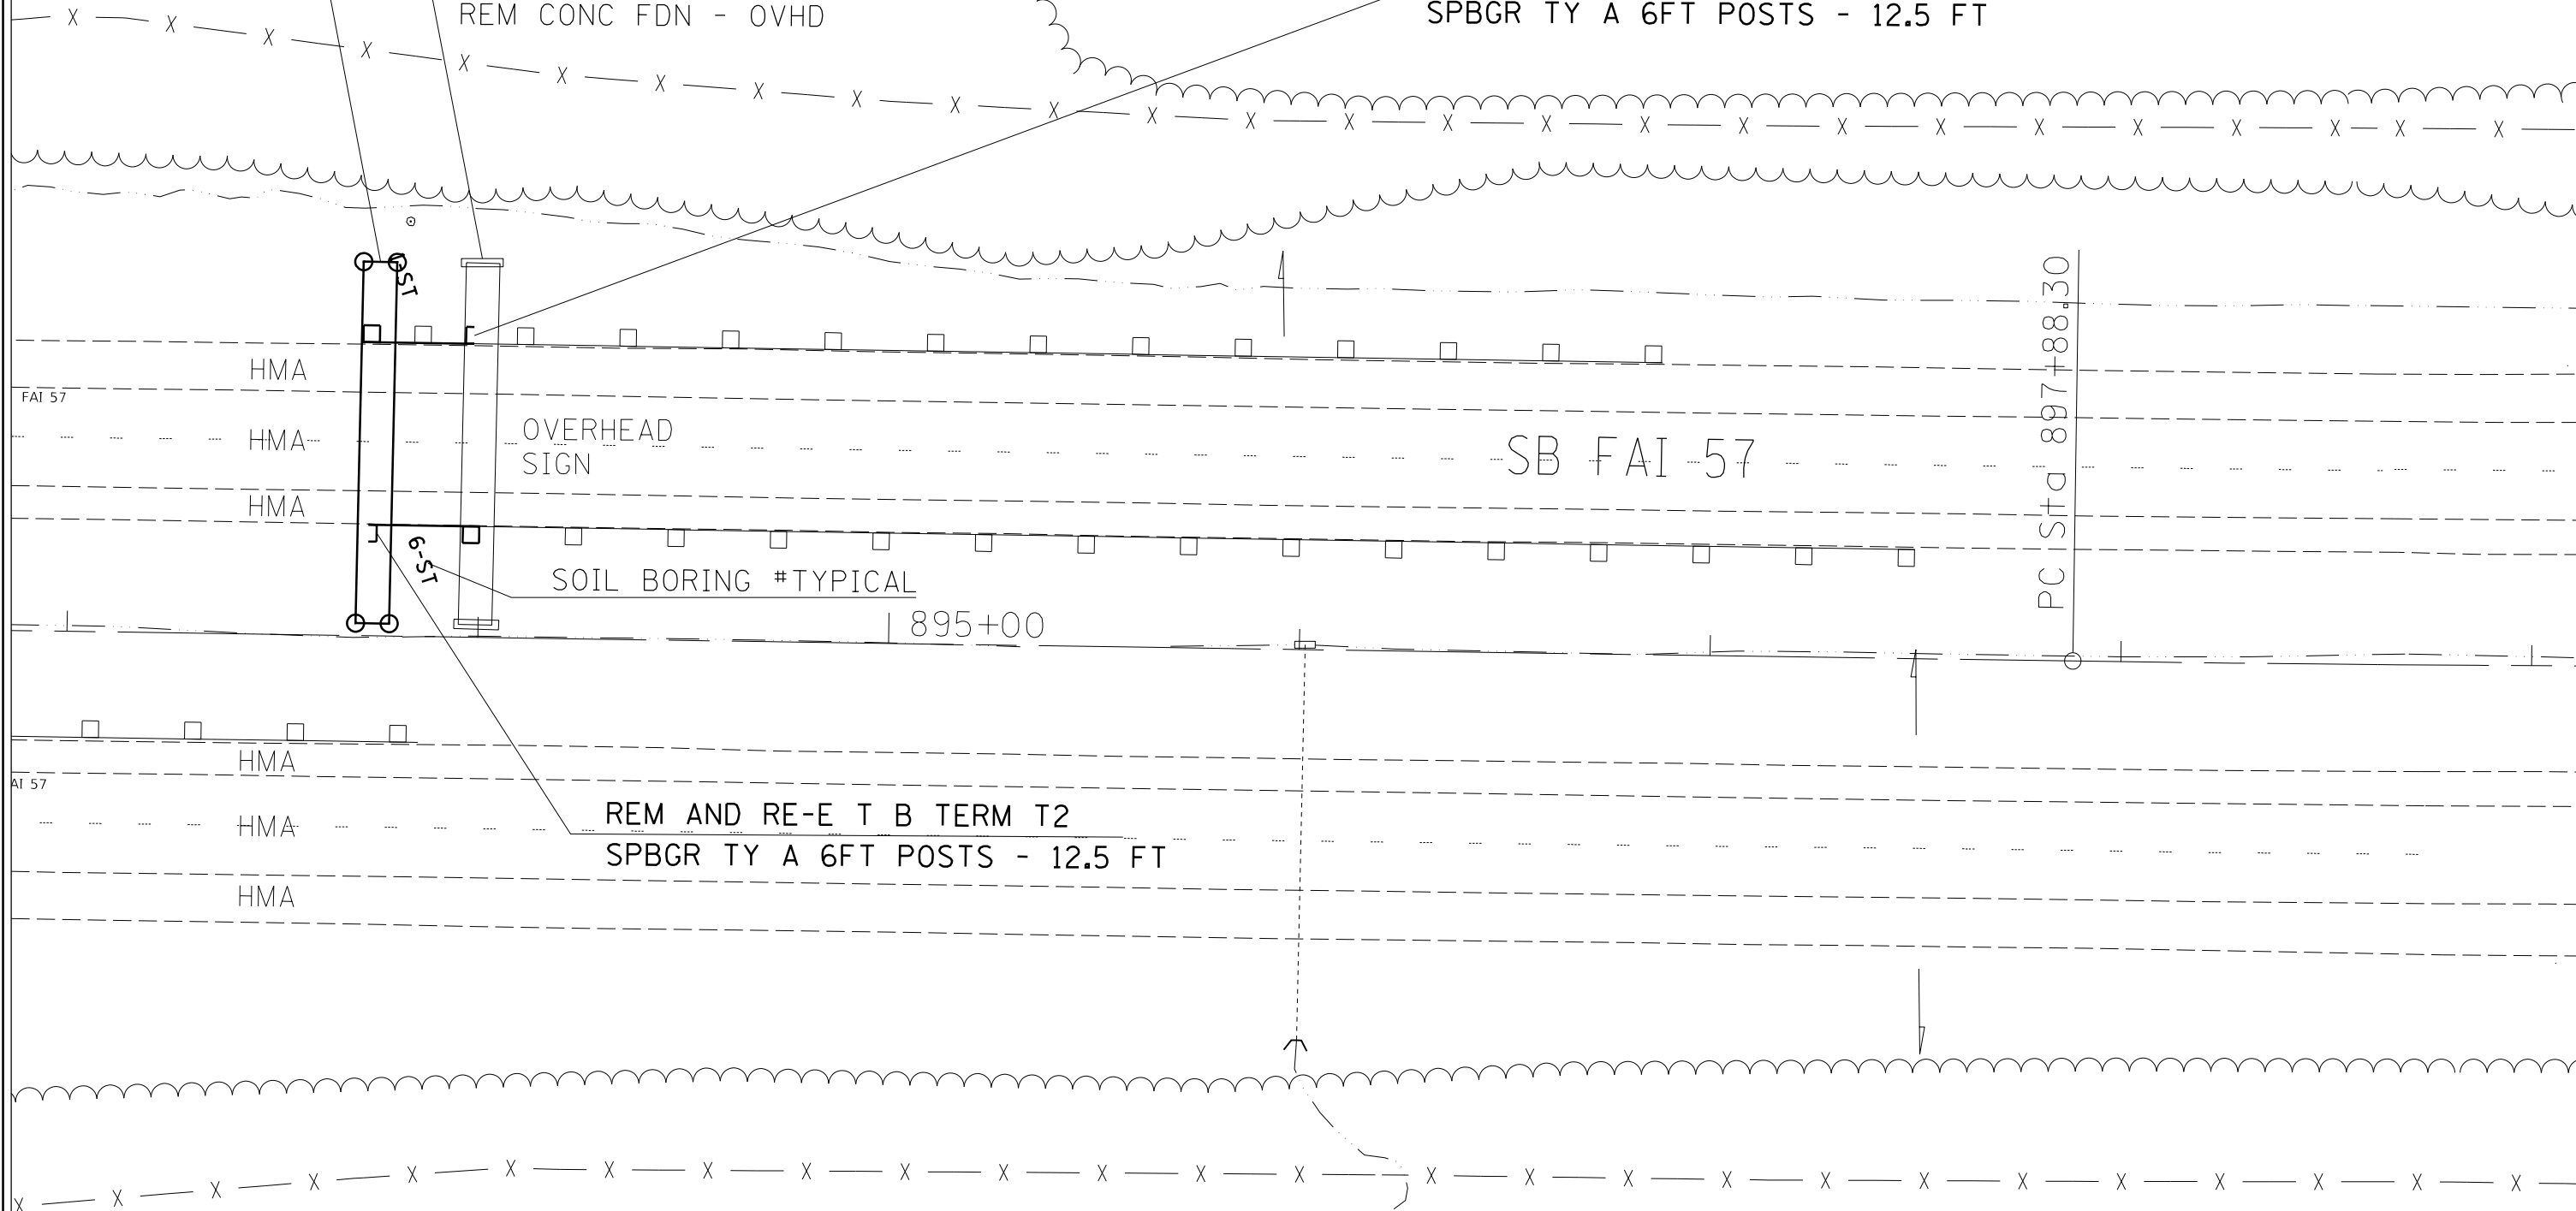 REM CONC FDN - OVHD
SPBGR TY A 6FT POSTS - 12.5 FT
HMA
FAI 57
HMA
OVERHEAD
SIGN
SB FAI 57
PC Sta 897+88.30
HMA
6-ST
SOIL BORING #TYPICAL
895+00
HMA
AI 57
REM AND RE-E T B TERM T2
HMA
SPBGR TY A 6FT POSTS - 12.5 FT
HMA